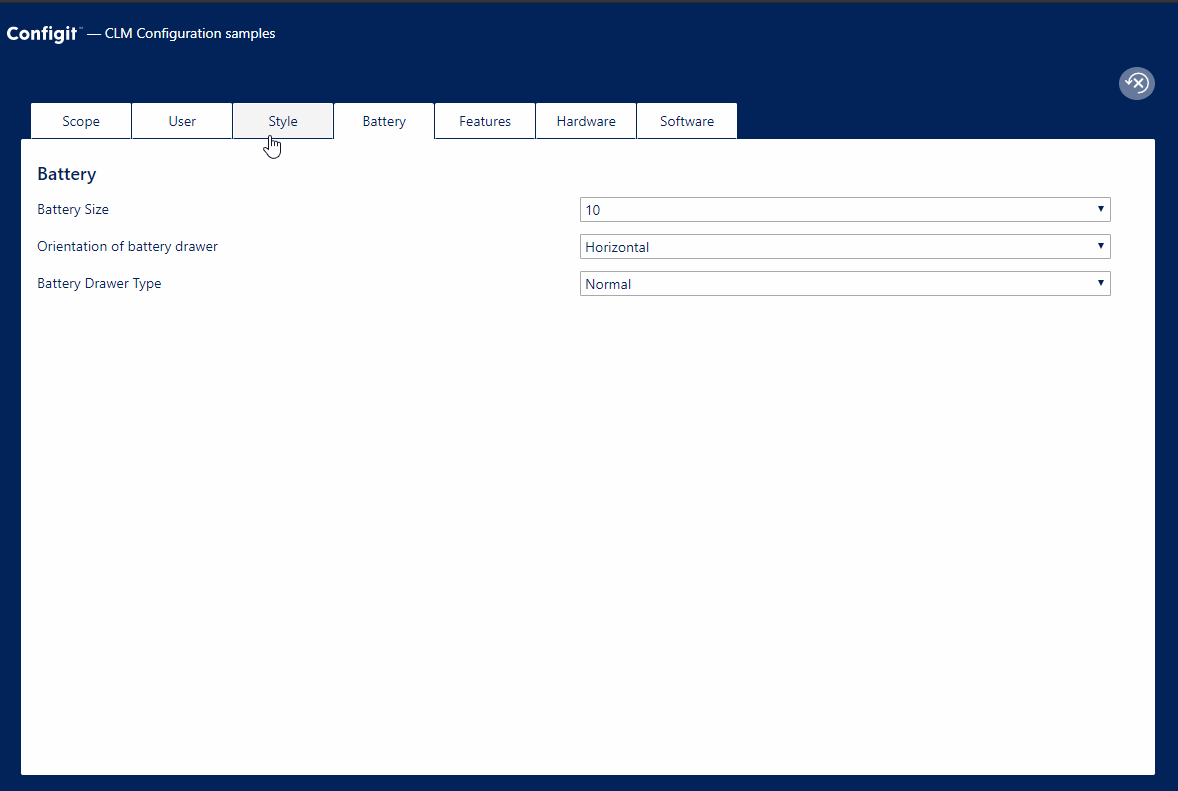 Configit™ — CLM Configuration samples
Scope User Style Battery Features Hardware Software
Battery
Battery Size 10
Orientation of battery drawer Horizontal
Battery Drawer Type Normal